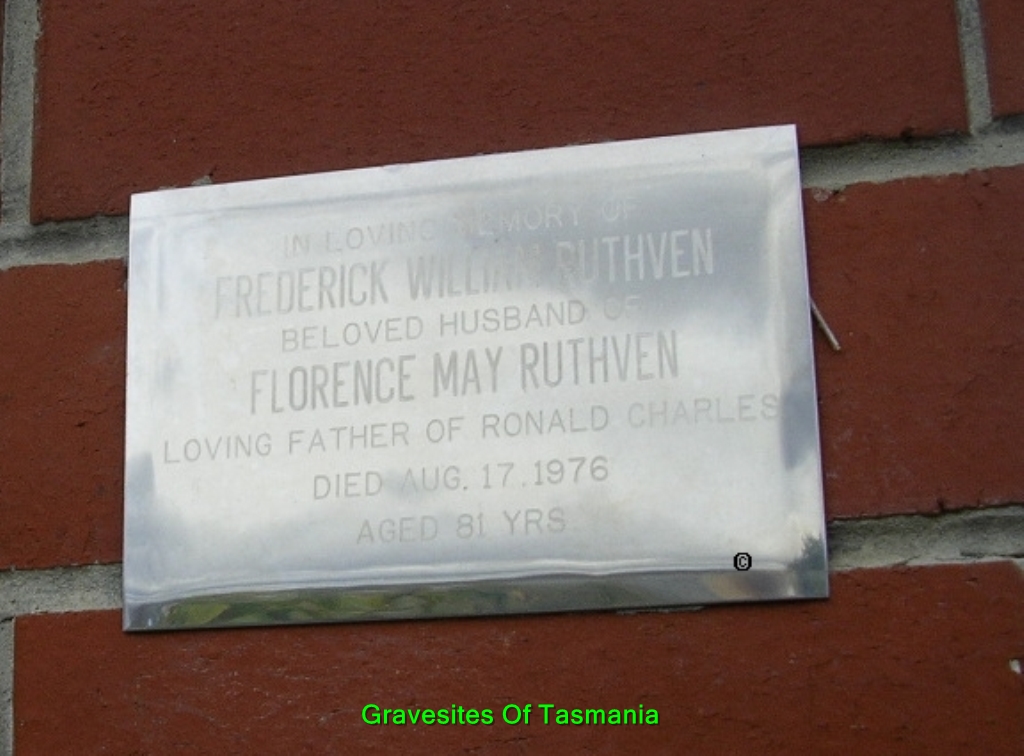 IN LOVING MEMORY OF
FREDERICK WILLIAM RUTHVEN
BELOVED HUSBAND OF
FLORENCE MAY RUTHVEN
LOVING FATHER OF RONALD CHARLES
DIED AUG. 17.1976
AGED 81 YRS
©
Gravesites Of Tasmania